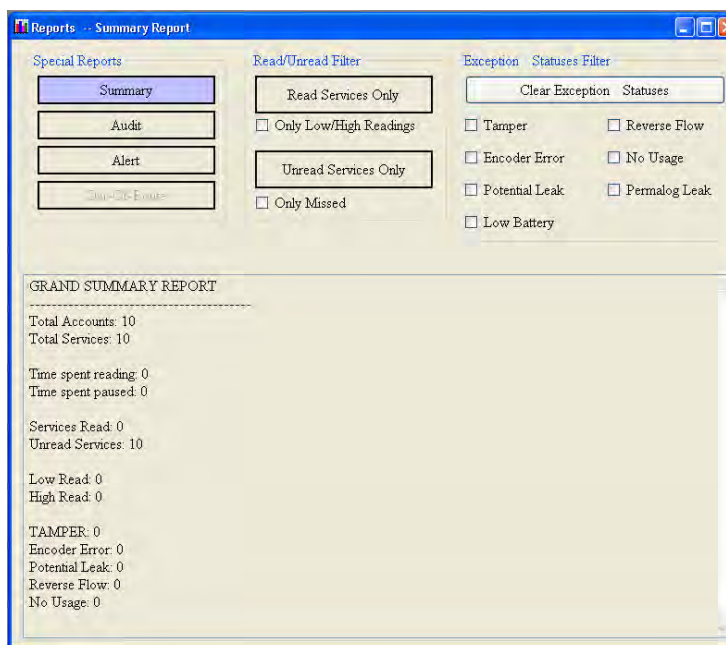 Reports -- Summary Report
Special Reports
Summary
Audit
Alert
Out-Of-Route
Read/Unread Filter
Read Services Only
Only Low/High Readings
Unread Services Only
Only Missed
Exception Statuses Filter
Clear Exception Statuses
Tamper
Reverse Flow
Encoder Error
No Usage
Potential Leak
Permalog Leak
Low Battery
GRAND SUMMARY REPORT
----------------------------------------
Total Accounts: 10
Total Services: 10
Time spent reading: 0
Time spent paused: 0
Services Read: 0
Unread Services: 10
Low Read: 0
High Read: 0
TAMPER: 0
Encoder Error: 0
Potential Leak: 0
Reverse Flow: 0
No Usage: 0